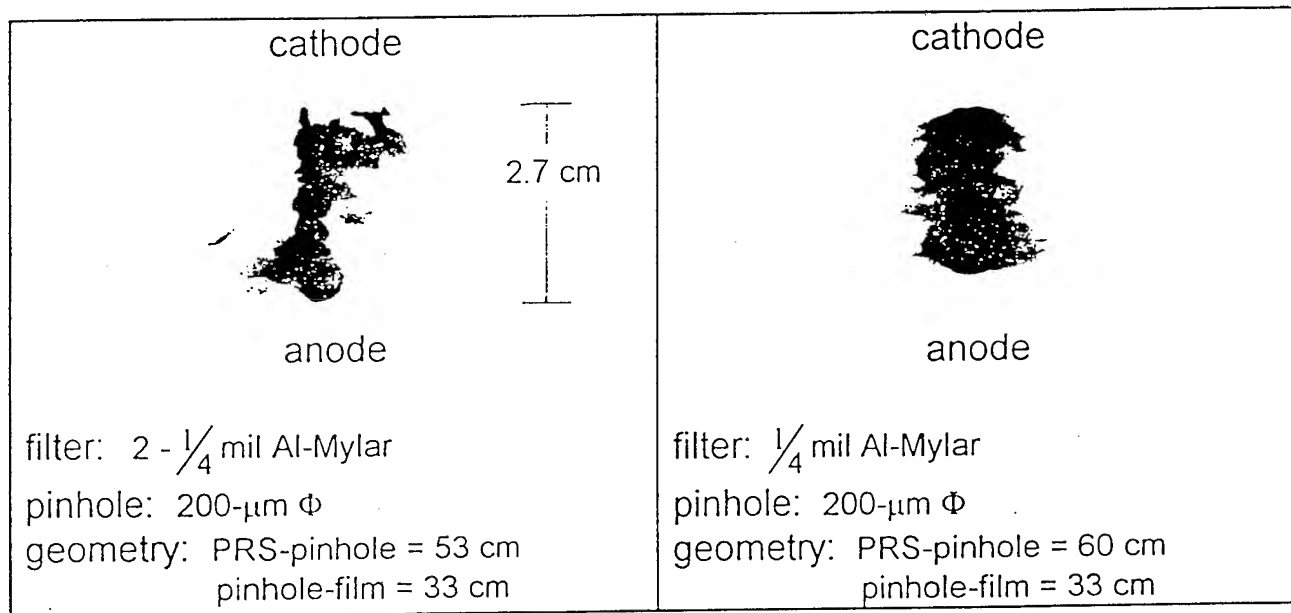 cathode
2.7 cm
anode
filter: 2 - 1/4 mil Al-Mylar
pinhole: 200-μm Φ
geometry: PRS-pinhole = 53 cm
pinhole-film = 33 cm
cathode
anode
filter: 1/4 mil Al-Mylar
pinhole: 200-μm Φ
geometry: PRS-pinhole = 60 cm
pinhole-film = 33 cm